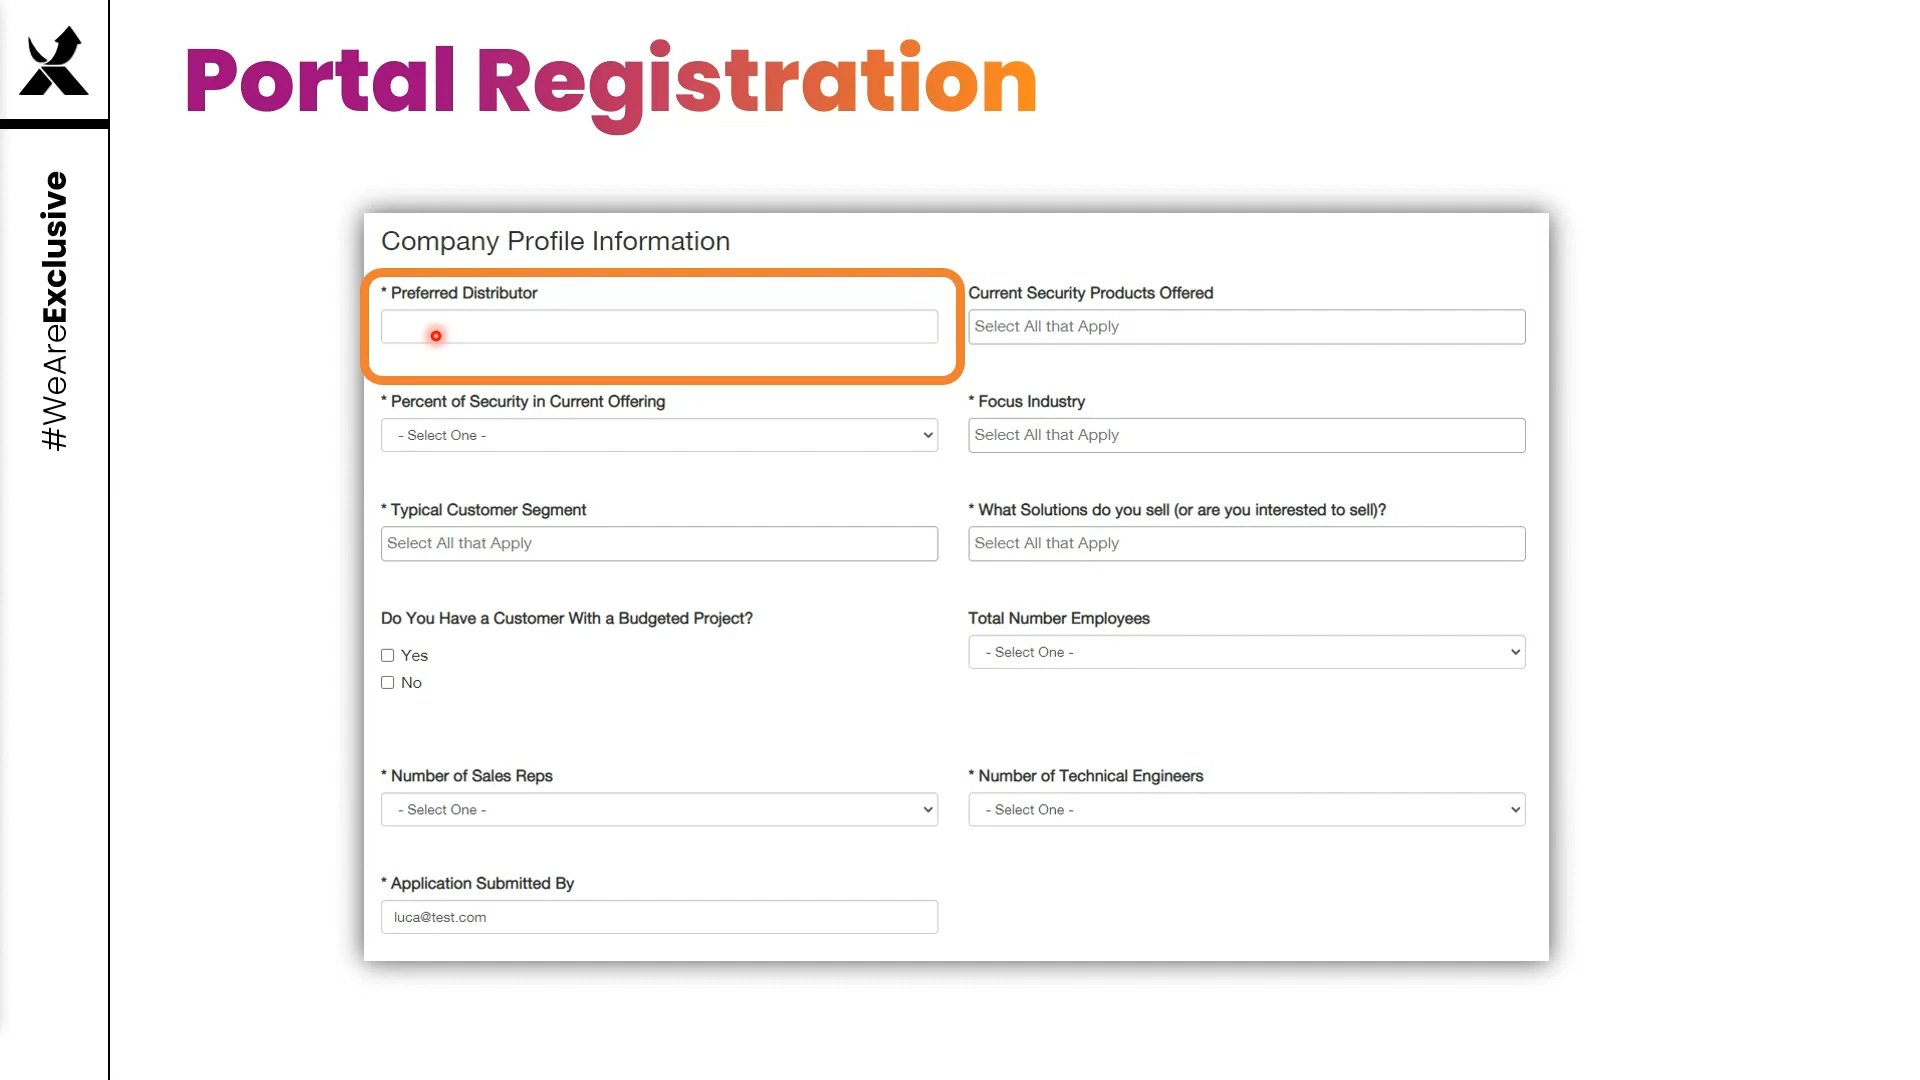 Portal Registration
#WeAreExclusive
Company Profile Information
* Preferred Distributor
Current Security Products Offered
Select All that Apply
* Percent of Security in Current Offering
- Select One -
* Focus Industry
Select All that Apply
* Typical Customer Segment
Select All that Apply
* What Solutions do you sell (or are you interested to sell)?
Select All that Apply
Do You Have a Customer With a Budgeted Project?
Yes
No
Total Number Employees
- Select One -
* Number of Sales Reps
- Select One -
* Number of Technical Engineers
- Select One -
* Application Submitted By
luca@test.com